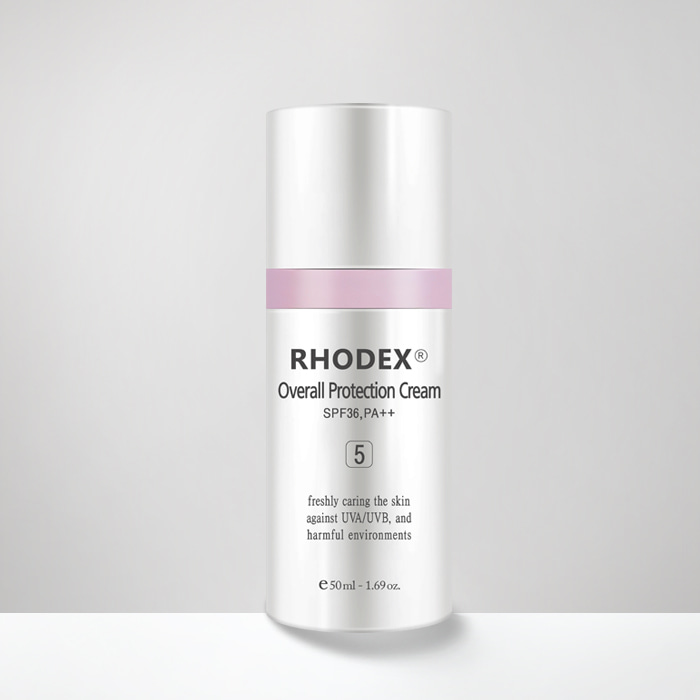 RHODEX®
Overall Protection Cream
SPF36,PA++
5
freshly caring the skin
against UVA/UVB, and
harmful environments
℮50ml - 1.69oz.